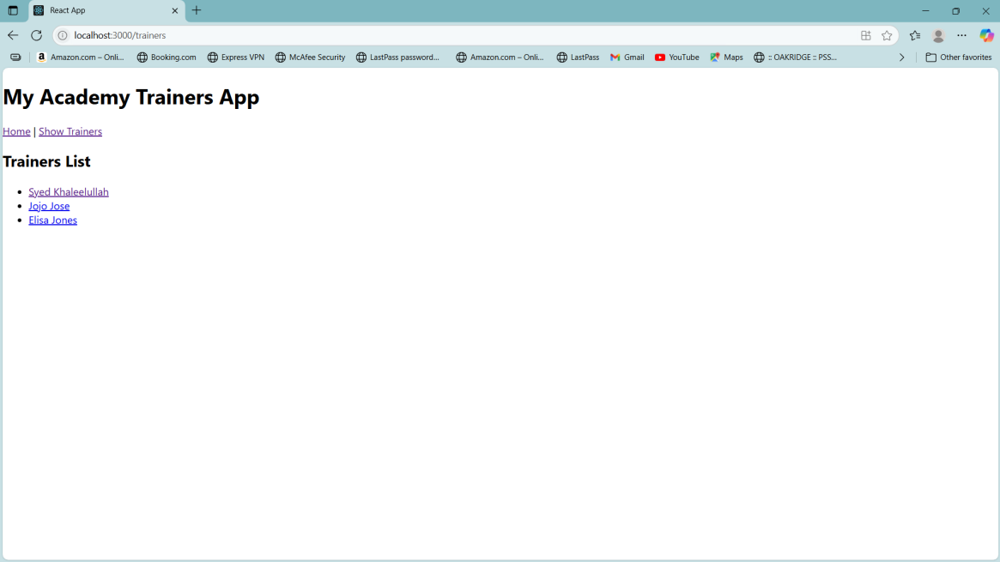 React App
localhost:3000/trainers
Amazon.com – Onli... Booking.com Express VPN McAfee Security LastPass password... Amazon.com – Onli... LastPass Gmail YouTube Maps :: OAKRIDGE :: PSS... Other favorites
My Academy Trainers App
Home | Show Trainers
Trainers List
Syed Khaleelullah
Jojo Jose
Elisa Jones